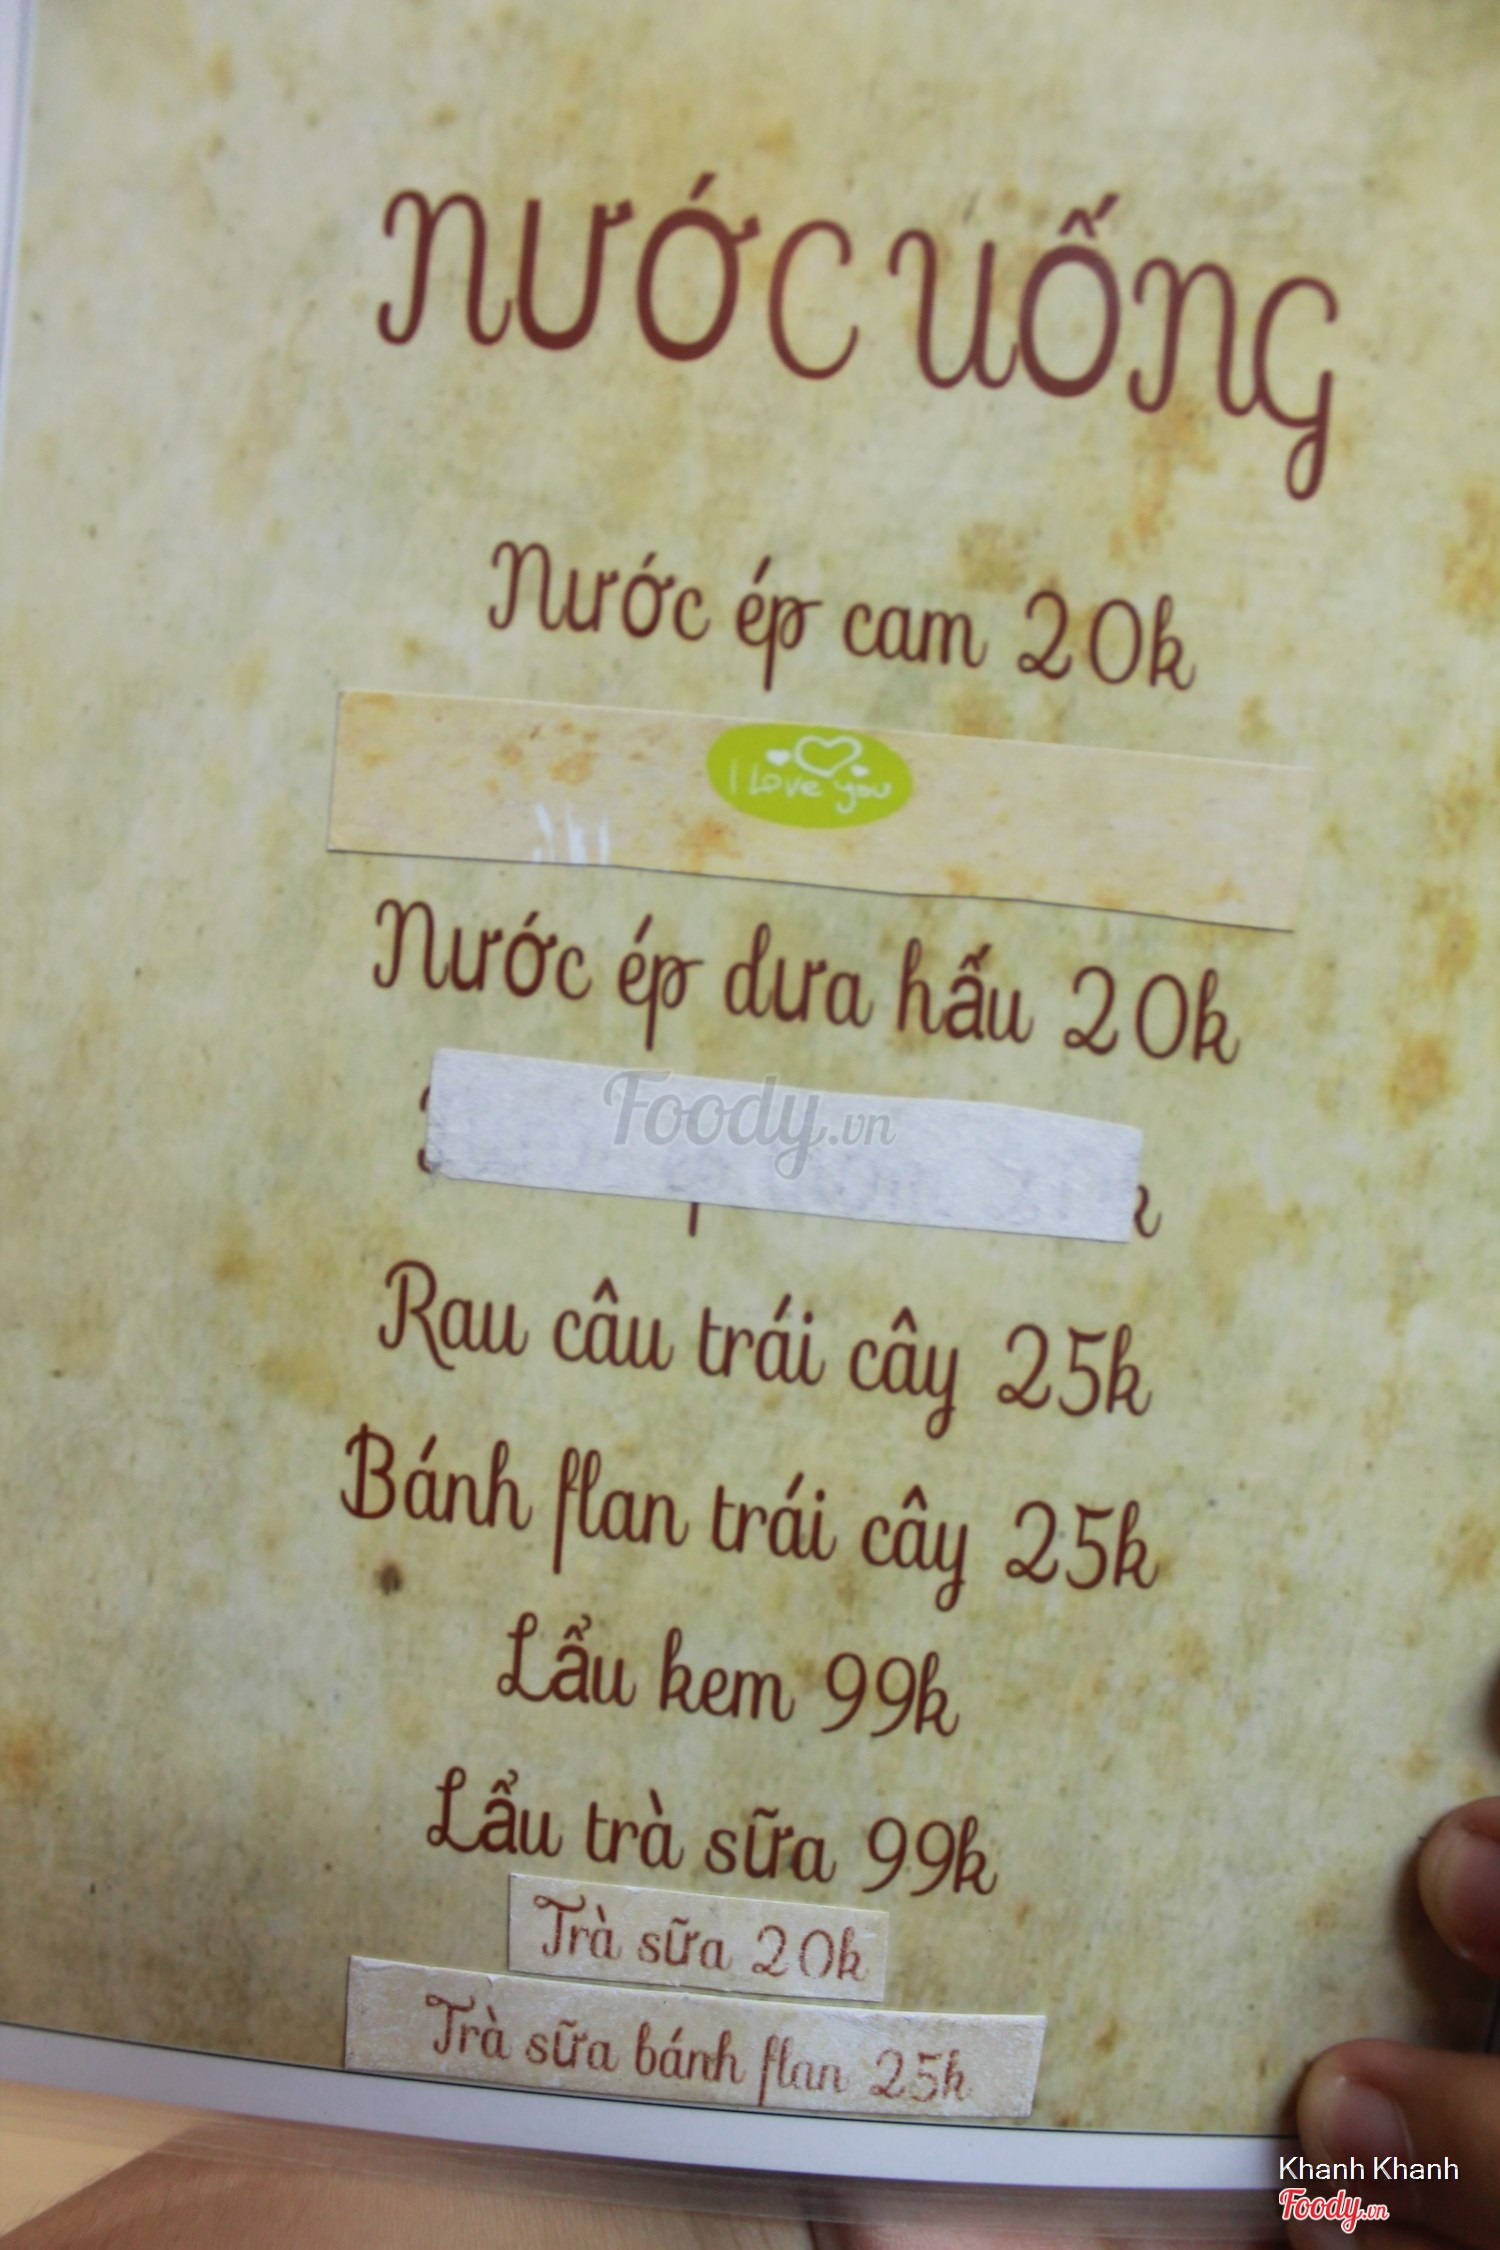 NƯỚC UỐNG
Nước ép cam 20k
I Love you
Nước ép dưa hấu 20k
Foody.vn
Rau câu trái cây 25k
Bánh flan trái cây 25k
Lẩu kem 99k
Lẩu trà sữa 99k
Trà sữa 20k
Trà sữa bánh flan 25k
Khanh Khanh
Foody.vn